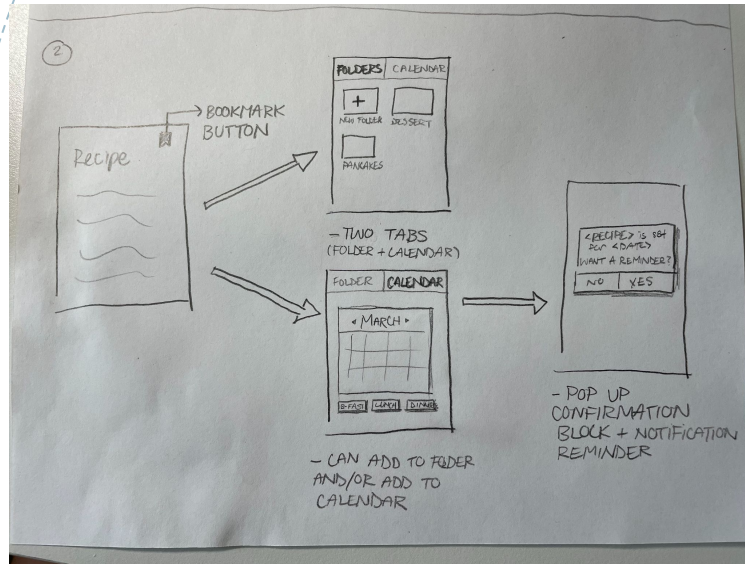 2
BOOKMARK
BUTTON
Recipe
FOLDERS CALENDAR
+
NEW FOLDER DESSERT
PANCAKES
- TWO TABS
(FOLDER + CALENDAR)
FOLDER CALENDAR
MARCH
B-FAST LUNCH DINNER
- CAN ADD TO FODER
AND/OR ADD TO
CALENDAR
<RECIPE> is set
for <DATE>
WANT A REMINDER?
NO YES
- POP UP
CONFIRMATION
BLOCK + NOTIFICATION
REMINDER